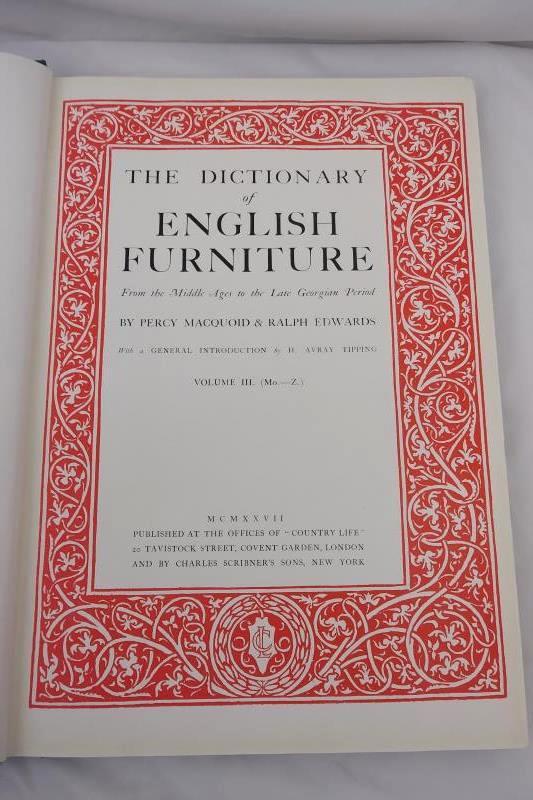 THE DICTIONARY
of
ENGLISH
FURNITURE
From the Middle Ages to the Late Georgian Period
BY PERCY MACQUOID & RALPH EDWARDS
With a GENERAL INTRODUCTION by H. AVRAY TIPPING
VOLUME III. (Mo.—Z.)
MCMXXVII
PUBLISHED AT THE OFFICES OF "COUNTRY LIFE"
20 TAVISTOCK STREET, COVENT GARDEN, LONDON
AND BY CHARLES SCRIBNER'S SONS, NEW YORK